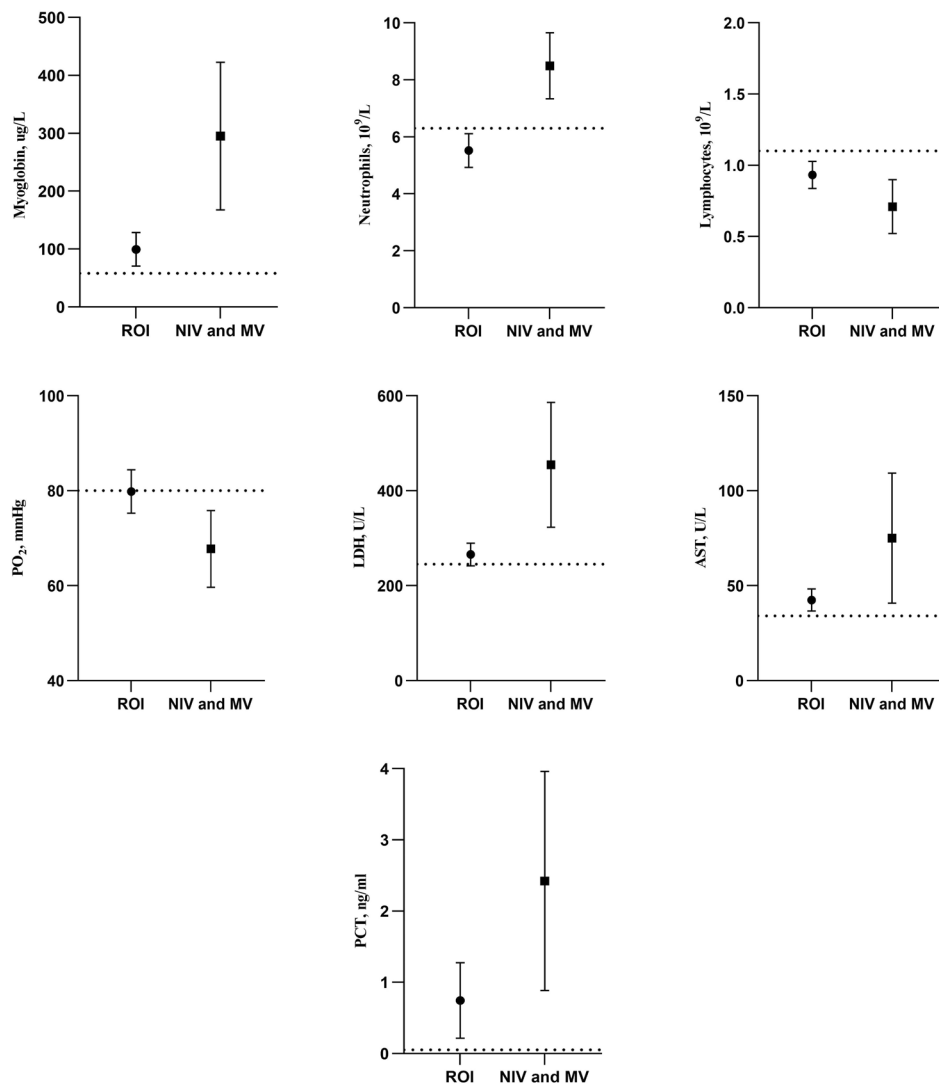 Myoglobin, ug/L
500
400
300
200
100
0
ROI
NIV and MV
Neutrophils, 10⁹/L
10
8
6
4
2
0
ROI
NIV and MV
Lymphocytes, 10⁹/L
2.0
1.5
1.0
0.5
0.0
ROI
NIV and MV
PO₂, mmHg
100
80
60
40
ROI
NIV and MV
LDH, U/L
600
400
200
0
ROI
NIV and MV
AST, U/L
150
100
50
0
ROI
NIV and MV
PCT, ng/ml
4
3
2
1
0
ROI
NIV and MV